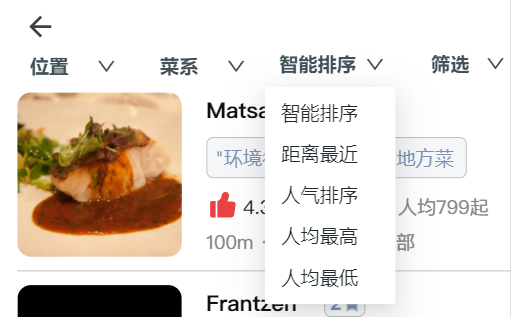 位置 菜系 智能排序 筛选
Matsa
智能排序
"环境 地方菜
距离最近
4.3 人均799起
人气排序
100m · 部
人均最高
人均最低
Frantzen 2